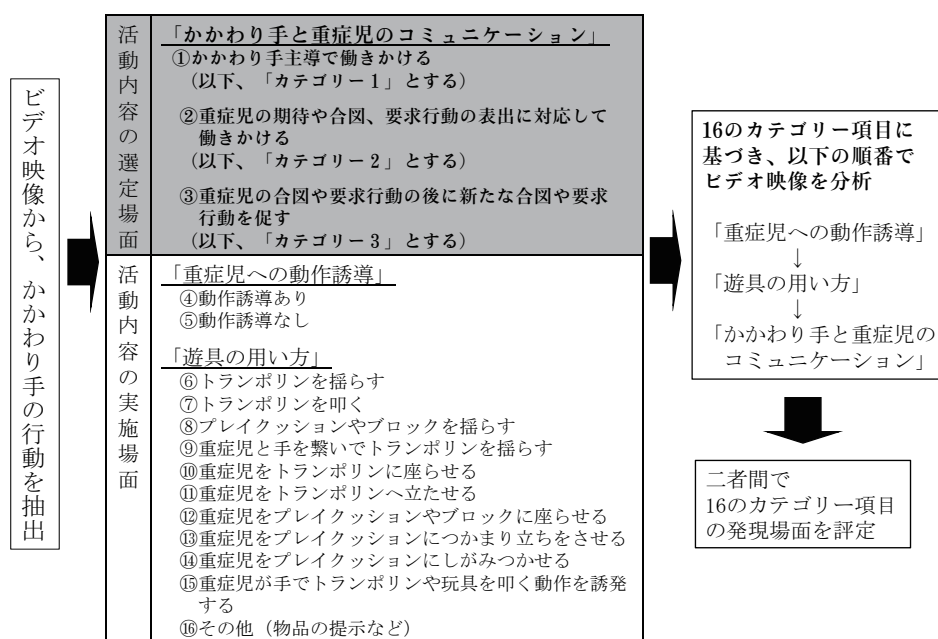 ビデオ映像から、かかわり手の行動を抽出
活動内容の選定場面
「かかわり手と重症児のコミュニケーション」
①かかわり手主導で働きかける
(以下、「カテゴリー1」とする)
②重症児の期待や合図、要求行動の表出に対応して
働きかける
(以下、「カテゴリー2」とする)
③重症児の合図や要求行動の後に新たな合図や要求
行動を促す
(以下、「カテゴリー3」とする)
活動内容の実施場面
「重症児への動作誘導」
④動作誘導あり
⑤動作誘導なし
「遊具の用い方」
⑥トランポリンを揺らす
⑦トランポリンを叩く
⑧プレイクッションやブロックを揺らす
⑨重症児と手を繋いでトランポリンを揺らす
⑩重症児をトランポリンに座らせる
⑪重症児をトランポリンへ立たせる
⑫重症児をプレイクッションやブロックに座らせる
⑬重症児をプレイクッションにつかまり立ちをさせる
⑭重症児をプレイクッションにしがみつかせる
⑮重症児が手でトランポリンや玩具を叩く動作を誘発
する
⑯その他(物品の提示など)
16のカテゴリー項目に
基づき、以下の順番で
ビデオ映像を分析
「重症児への動作誘導」
↓
「遊具の用い方」
↓
「かかわり手と重症児の
コミュニケーション」
二者間で
16のカテゴリー項目
の発現場面を評定